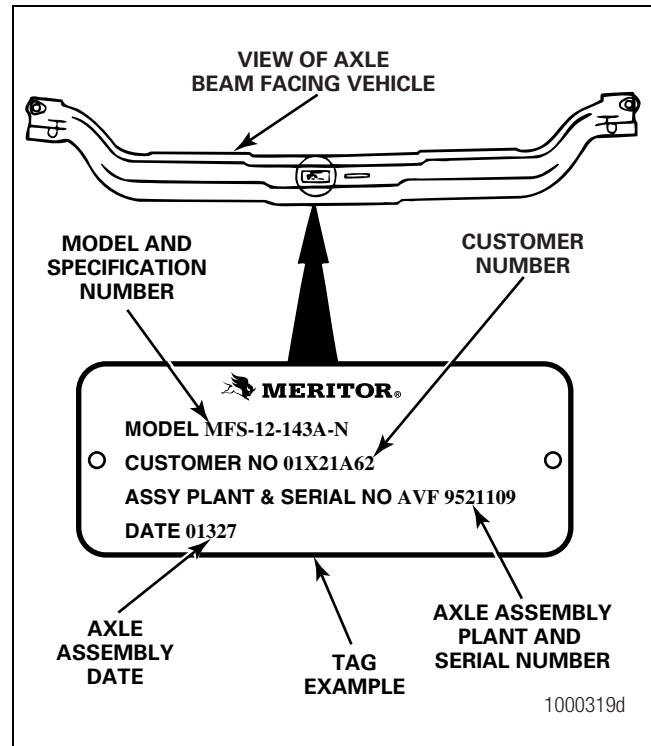 VIEW OF AXLE
BEAM FACING VEHICLE
MODEL AND
SPECIFICATION
NUMBER
CUSTOMER
NUMBER
MERITOR®
MODEL MFS-12-143A-N
CUSTOMER NO 01X21A62
ASSY PLANT & SERIAL NO AVF 9521109
DATE 01327
AXLE
ASSEMBLY
DATE
TAG
EXAMPLE
AXLE ASSEMBLY
PLANT AND
SERIAL NUMBER
1000319d